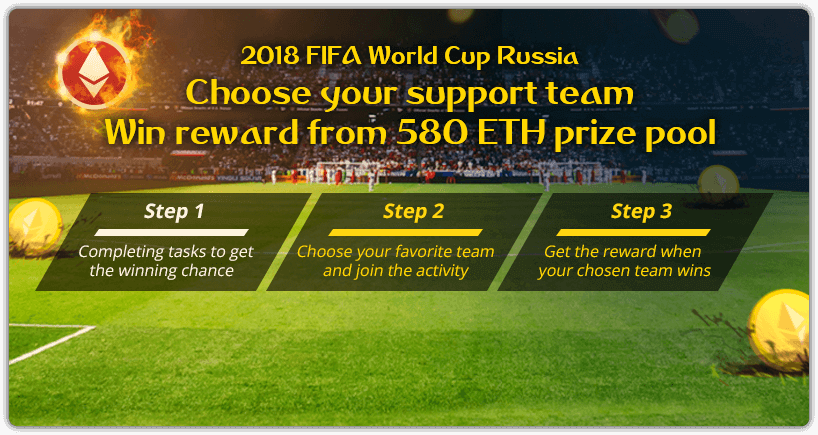 2018 FIFA World Cup Russia
Choose your support team
Win reward from 580 ETH prize pool
Step 1
Completing tasks to get
the winning chance
Step 2
Choose your favorite team
and join the activity
Step 3
Get the reward when
your chosen team wins